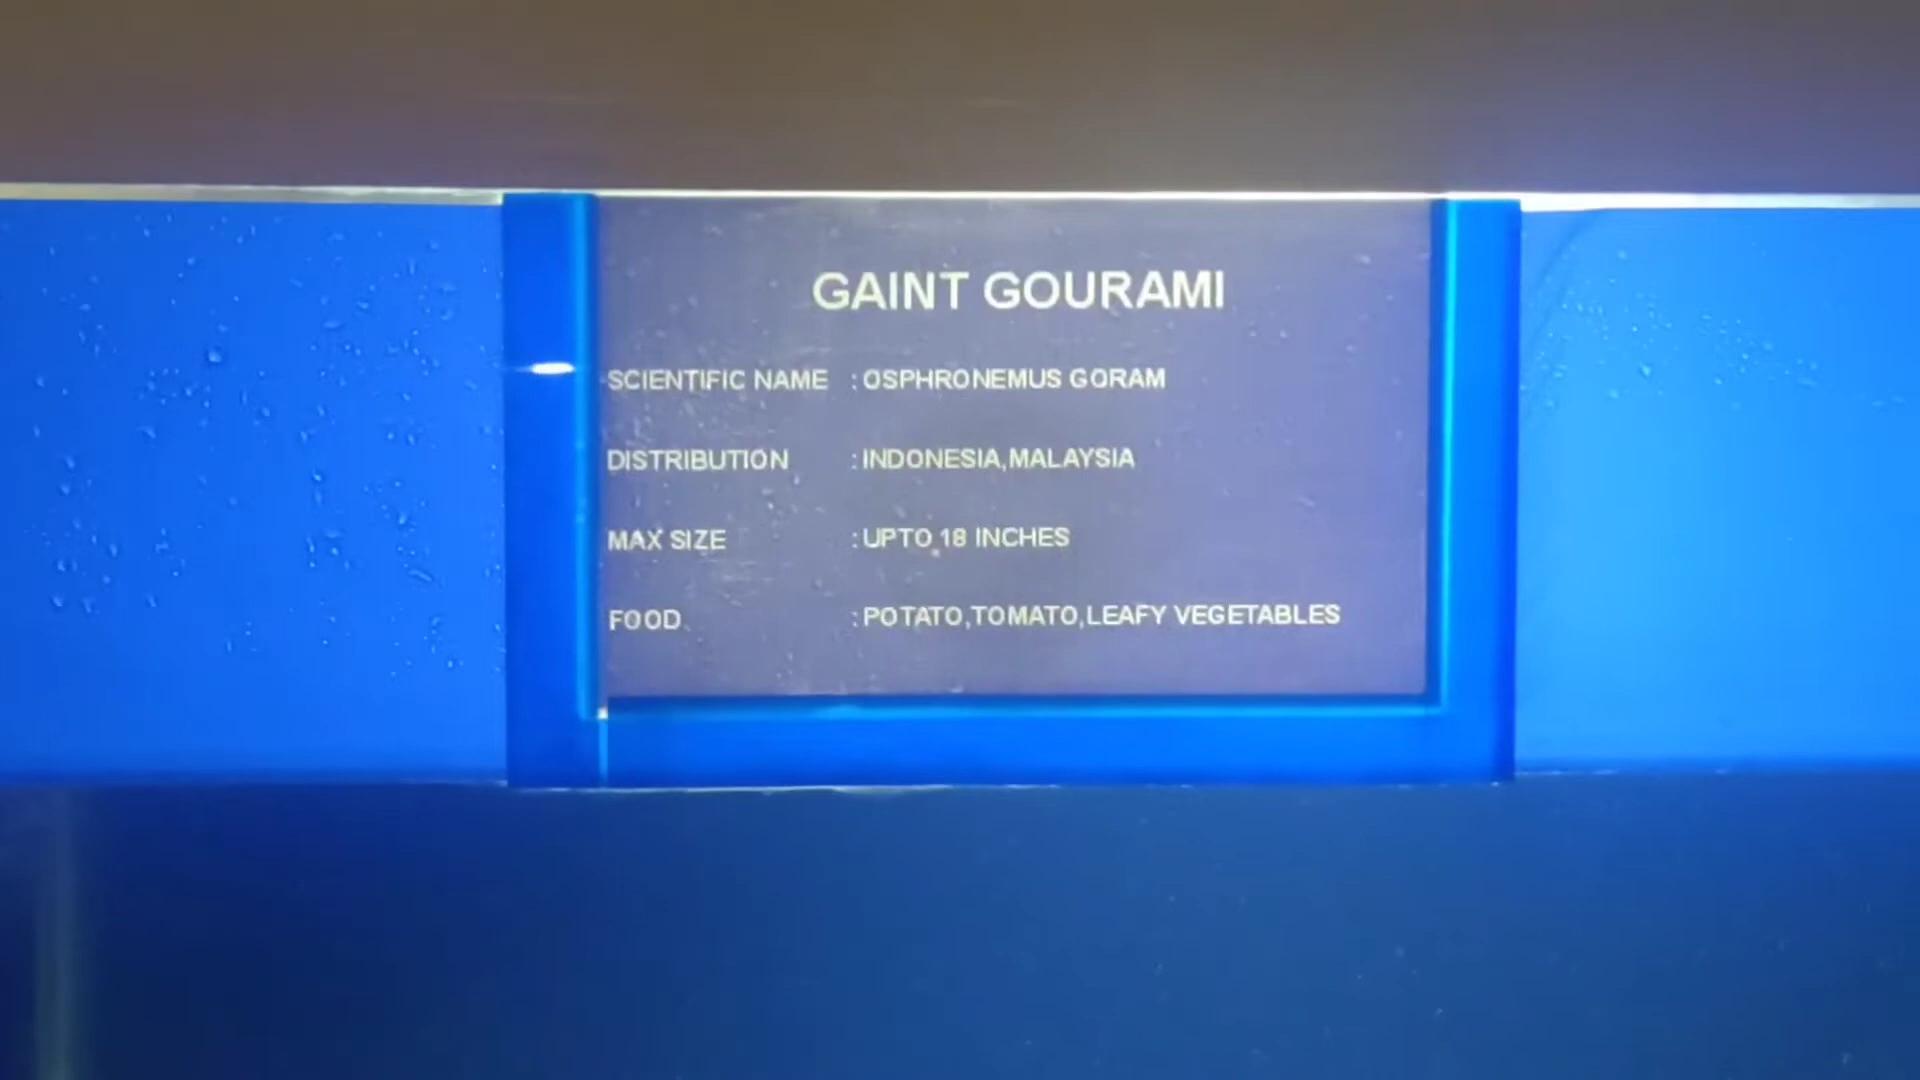 GAINT GOURAMI
SCIENTIFIC NAME : OSPHRONEMUS GORAM
DISTRIBUTION : INDONESIA,MALAYSIA
MAX SIZE : UPTO 18 INCHES
FOOD : POTATO,TOMATO,LEAFY VEGETABLES